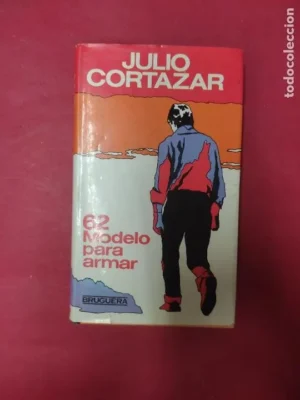 JULIO
CORTAZAR
62
Modelo
para
armar
BRUGUERA
todocoleccion